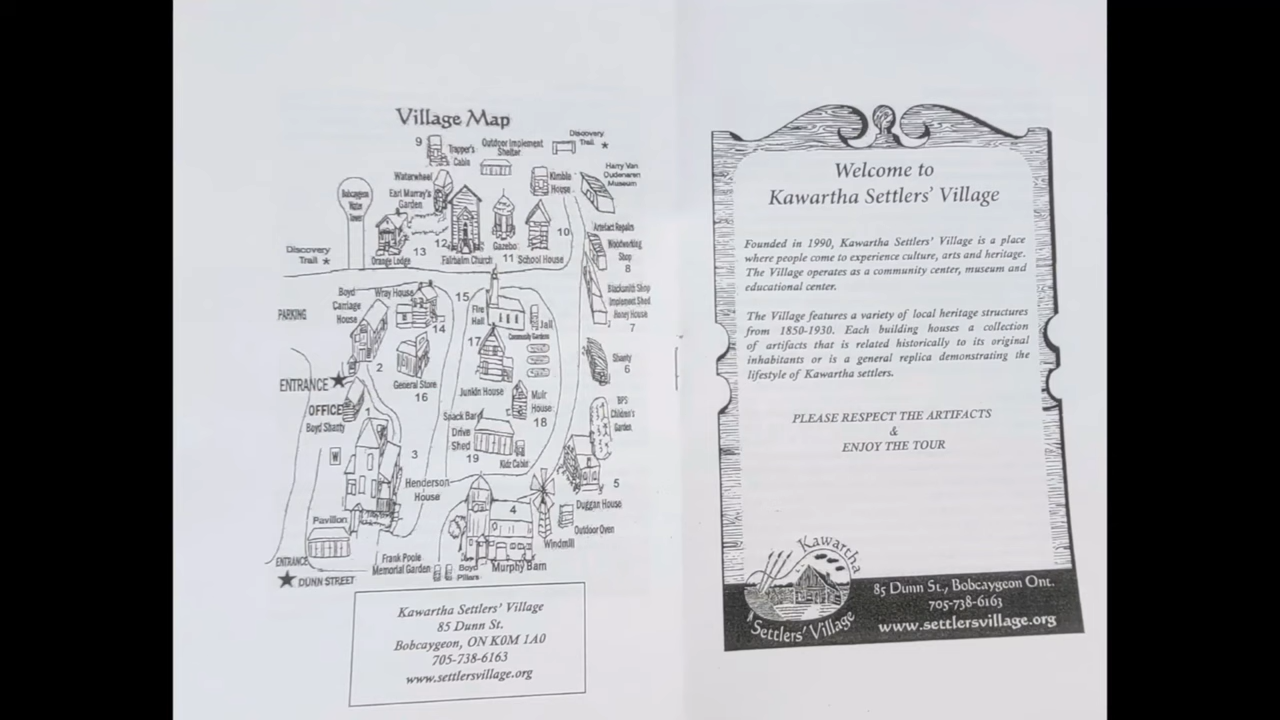 Village Map
9
Trapper's
Cabin
Outdoor Implement
Shelter
Discovery
Trail *
Waterwheel
Earl Murray's
Garden
Kimble
House
Harry Van
Oudenaren
Museum
Bobcaygeon
Water
Tower
Discovery
Trail *
Orange Lodge
13
12
Fairbairn Church
Gazebo
11
School House
10
Artefact Repairs
Woodworking
Shop
8
PARKING
Boyd
Carriage
House
Wray House
14
15
Fire
Hall
Jail
Community Gardens
Blacksmith Shop
Implement Shed
Honey House
7
17
Junkin House
Shanty
6
ENTRANCE
2
OFFICE
1
Boyd Shanty
General Store
16
Snack Bar
Drive
Shed
19
Muir
House
18
Kidz Cabin
BPS
Children's
Garden
W
3
Henderson
House
4
5
Duggan House
Pavilion
Outdoor Oven
Windmill
ENTRANCE
DUNN STREET
Frank Poole
Memorial Garden
Boyd
Pillars
Murphy Barn
Kawartha Settlers' Village
85 Dunn St.
Bobcaygeon, ON K0M 1A0
705-738-6163
www.settlersvillage.org
Welcome to
Kawartha Settlers' Village
Founded in 1990, Kawartha Settlers' Village is a place
where people come to experience culture, arts and heritage.
The Village operates as a community center, museum and
educational center.
The Village features a variety of local heritage structures
from 1850-1930. Each building houses a collection
of artifacts that is related historically to its original
inhabitants or is a general replica demonstrating the
lifestyle of Kawartha settlers.
PLEASE RESPECT THE ARTIFACTS
&
ENJOY THE TOUR
Kawartha
Settlers' Village
85 Dunn St., Bobcaygeon Ont.
705-738-6163
www.settlersvillage.org